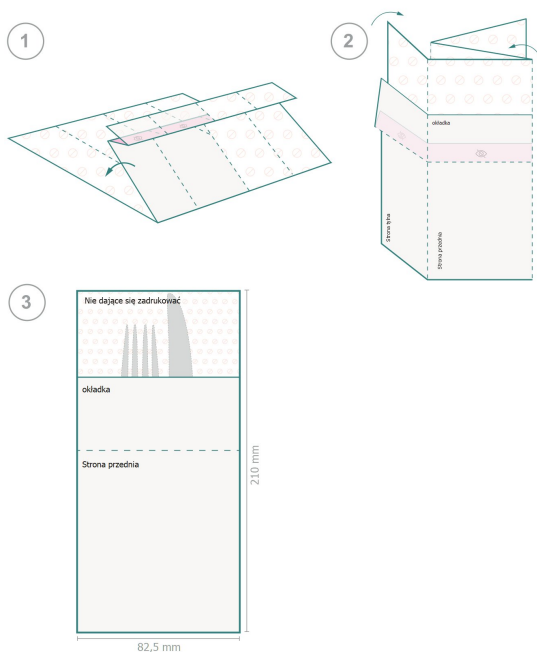 1
2
okładka
Strona tylna
Strona przednia
3
Nie dające się zadrukować
okładka
Strona przednia
210 mm
82,5 mm